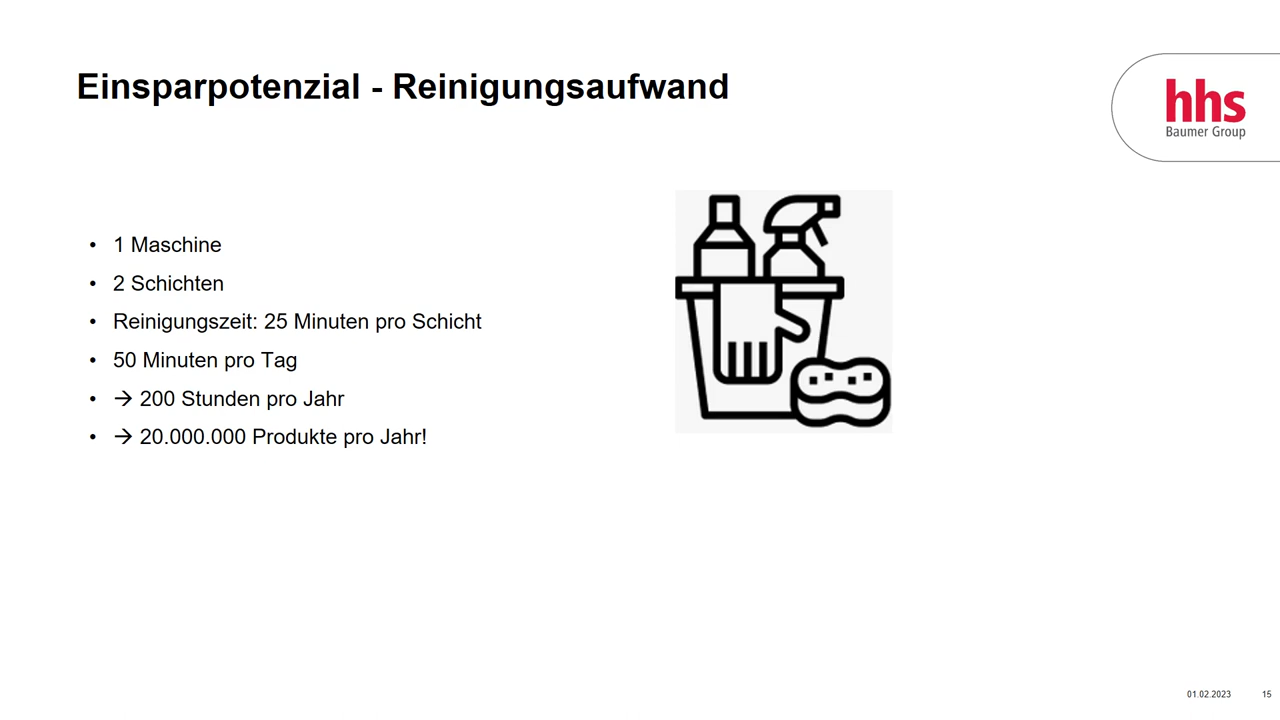 Einsparpotenzial - Reinigungsaufwand
hhs
Baumer Group
• 1 Maschine
• 2 Schichten
• Reinigungszeit: 25 Minuten pro Schicht
• 50 Minuten pro Tag
• → 200 Stunden pro Jahr
• → 20.000.000 Produkte pro Jahr!
01.02.2023 15